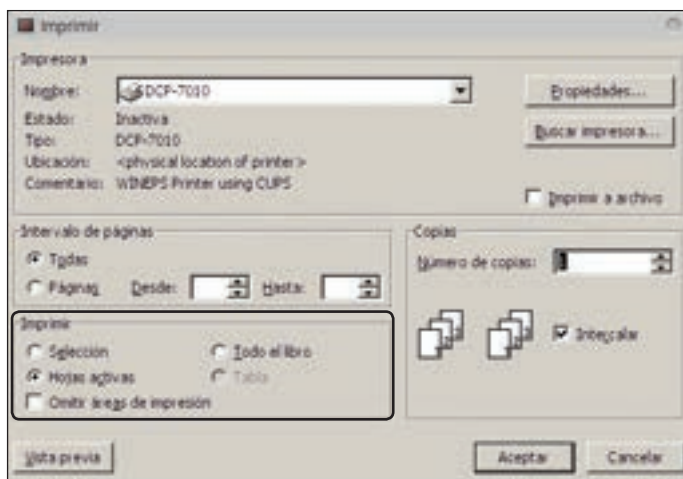 Imprimir
Impresora
Nombre: DCP-7010
Propiedades...
Estado: Inactiva
Buscar impresora...
Tipo: DCP-7010
Ubicación: <physical location of printer>
Comentario: WINEPS Printer using CUPS
Imprimir a archivo
Intervalo de páginas
Todas
Páginas Desde: Hasta:
Copias
Número de copias: 1
Intercalar
Imprimir
Selección Todo el libro
Hojas activas Tabla
Omitir áreas de impresión
Vista previa Aceptar Cancelar